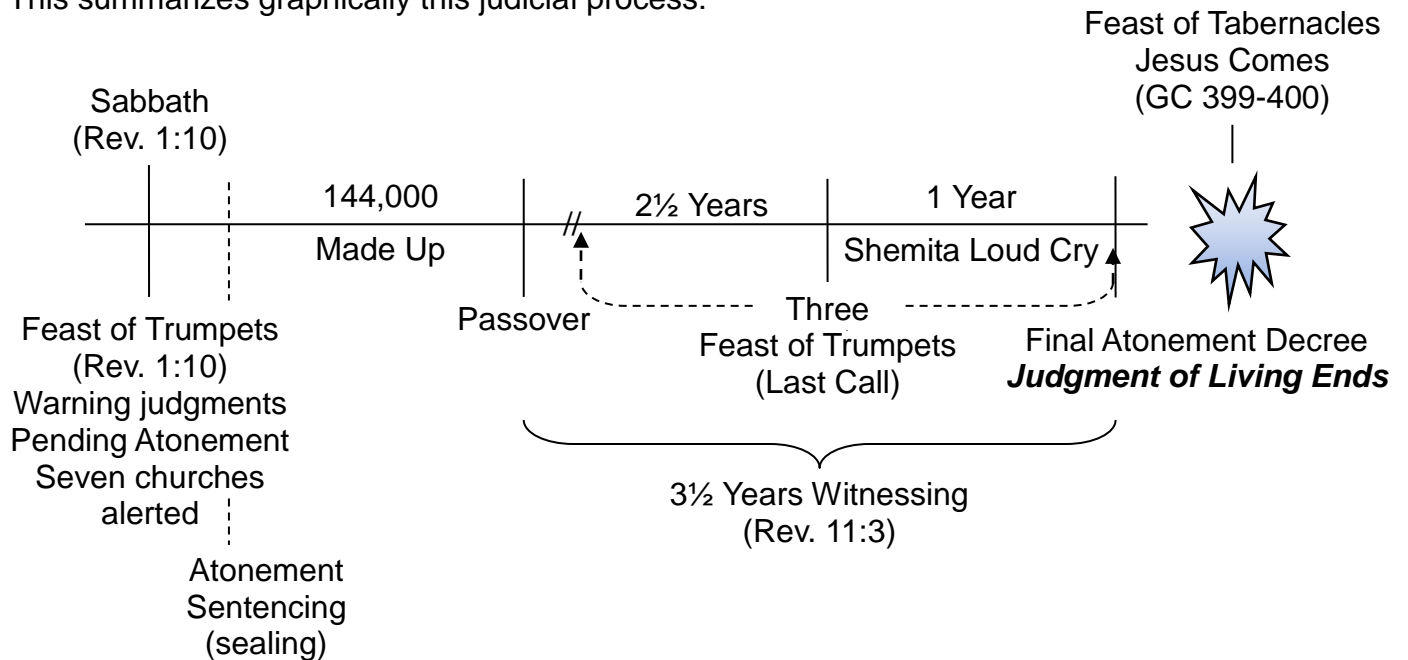 This summarizes graphically this judicial process:
Feast of Tabernacles
Jesus Comes
(GC 399-400)
Sabbath
(Rev. 1:10)
144,000
Made Up
2½ Years
1 Year
Shemita Loud Cry
Passover
Three
Feast of Trumpets
(Last Call)
Feast of Trumpets
(Rev. 1:10)
Warning judgments
Pending Atonement
Seven churches
alerted
Final Atonement Decree
Judgment of Living Ends
3½ Years Witnessing
(Rev. 11:3)
Atonement
Sentencing
(sealing)